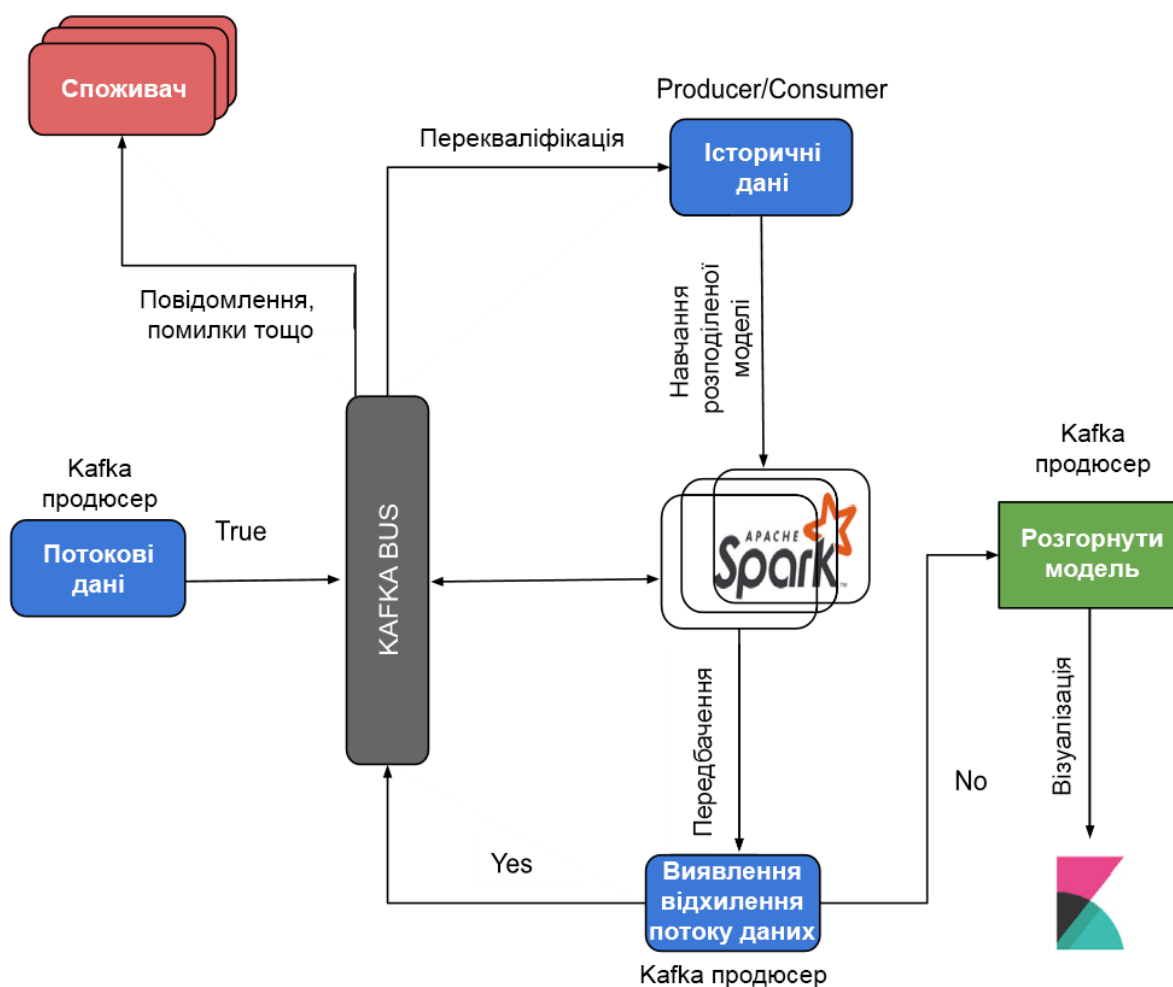 Споживач
Producer/Consumer
Перекваліфікація
Історичні
дані
Повідомлення,
помилки тощо
Навчання
розподіленої
моделі
Kafka
продюсер
Kafka
продюсер
True
Потокові
дані
KAFKA BUS
APACHE
Spark
TM
Розгорнути
модель
Передбачення
Візуалізація
No
Yes
Виявлення
відхилення
потоку даних
Kafka продюсер